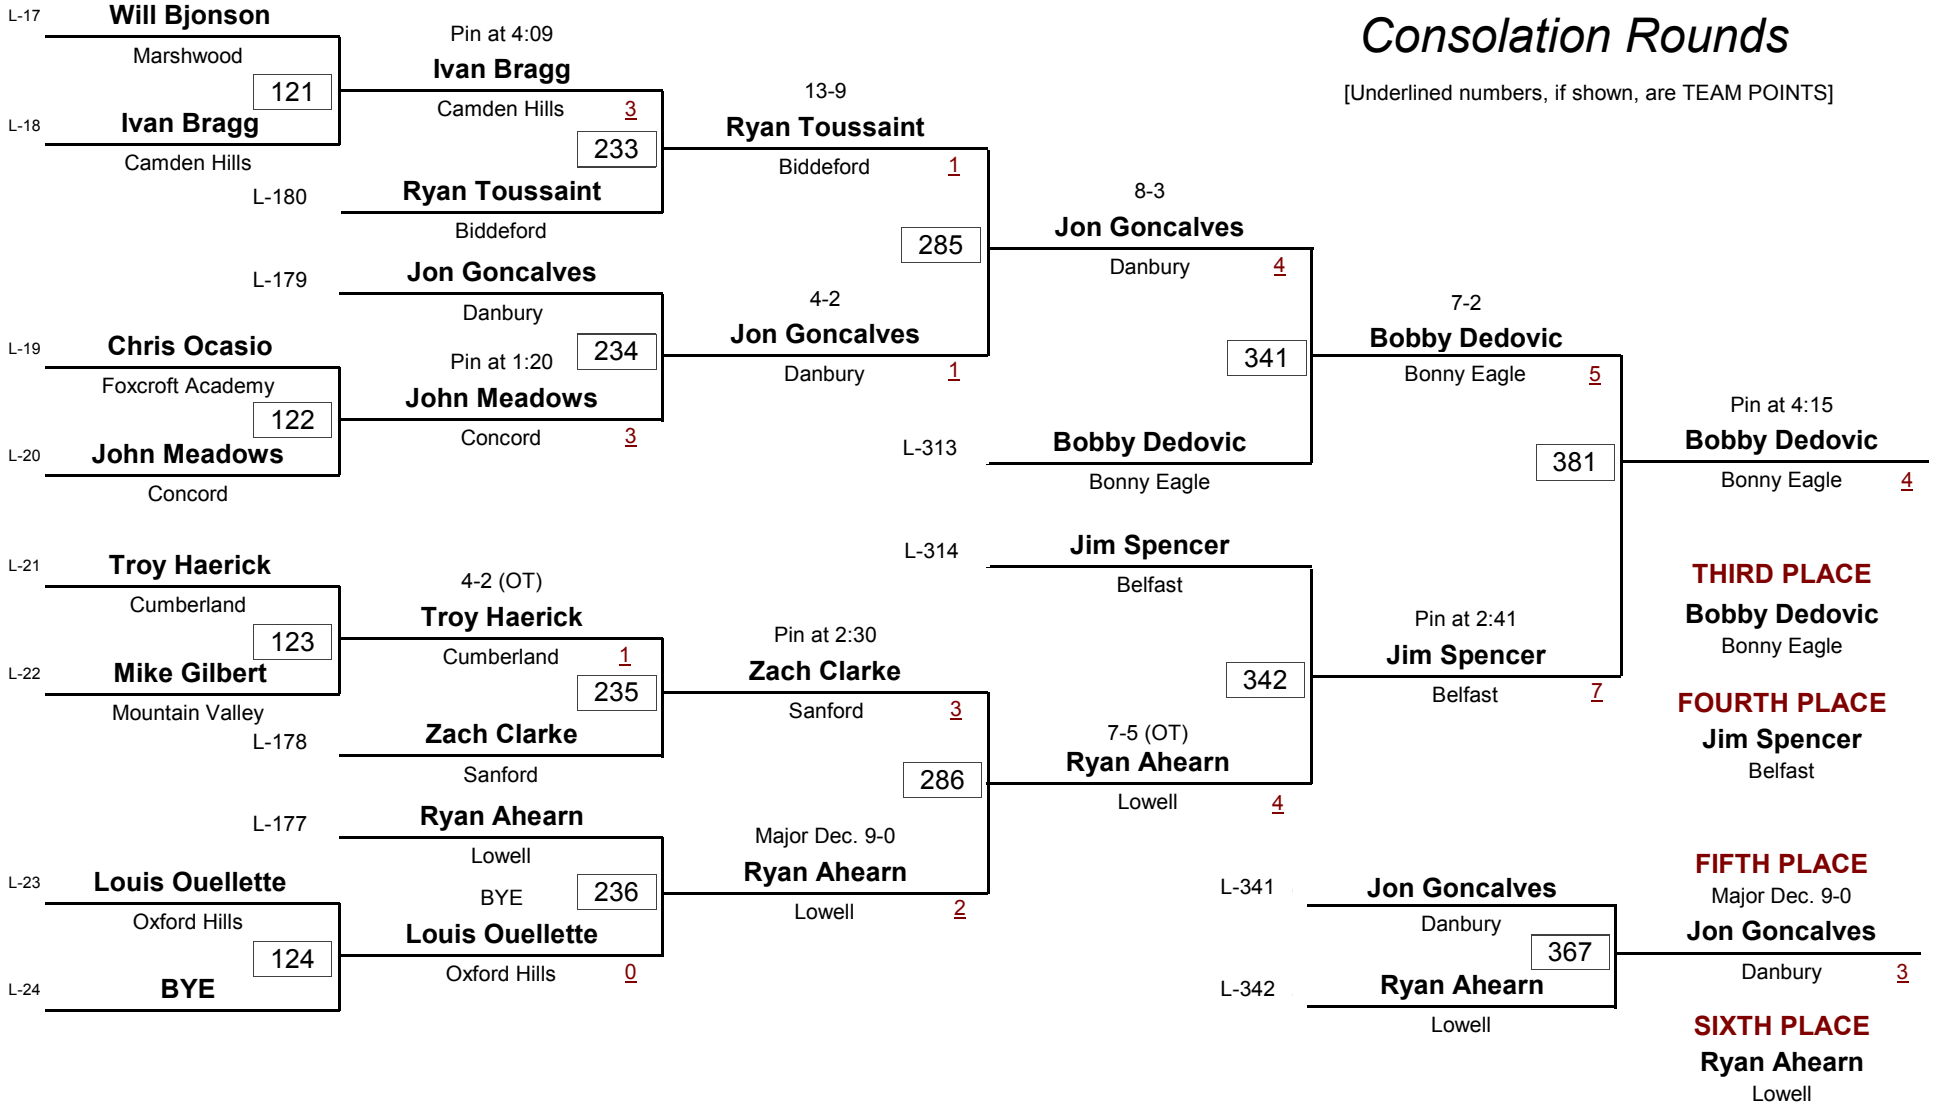 Consolation Rounds
[Underlined numbers, if shown, are TEAM POINTS]
L-17
Will Bjonson
Marshwood
121
L-18
Ivan Bragg
Camden Hills
L-19
Chris Ocasio
Foxcroft Academy
122
L-20
John Meadows
Concord
L-21
Troy Haerick
Cumberland
123
L-22
Mike Gilbert
Mountain Valley
L-23
Louis Ouellette
Oxford Hills
124
L-24
BYE
Pin at 4:09
Ivan Bragg
Camden Hills 3
233
L-180
Ryan Toussaint
Biddeford
L-179
Jon Goncalves
Danbury
234
Pin at 1:20
John Meadows
Concord 3
4-2 (OT)
Troy Haerick
Cumberland 1
235
L-178
Zach Clarke
Sanford
L-177
Ryan Ahearn
Lowell
236
BYE
Louis Ouellette
Oxford Hills 0
13-9
Ryan Toussaint
Biddeford 1
285
4-2
Jon Goncalves
Danbury 1
Pin at 2:30
Zach Clarke
Sanford 3
286
Major Dec. 9-0
Ryan Ahearn
Lowell 2
8-3
Jon Goncalves
Danbury 4
341
L-313
Bobby Dedovic
Bonny Eagle
L-314
Jim Spencer
Belfast
342
7-5 (OT)
Ryan Ahearn
Lowell 4
7-2
Bobby Dedovic
Bonny Eagle 5
381
Pin at 2:41
Jim Spencer
Belfast 7
Pin at 4:15
Bobby Dedovic
Bonny Eagle 4
THIRD PLACE
Bobby Dedovic
Bonny Eagle
FOURTH PLACE
Jim Spencer
Belfast
L-341
Jon Goncalves
Danbury
367
L-342
Ryan Ahearn
Lowell
FIFTH PLACE
Major Dec. 9-0
Jon Goncalves
Danbury 3
SIXTH PLACE
Ryan Ahearn
Lowell